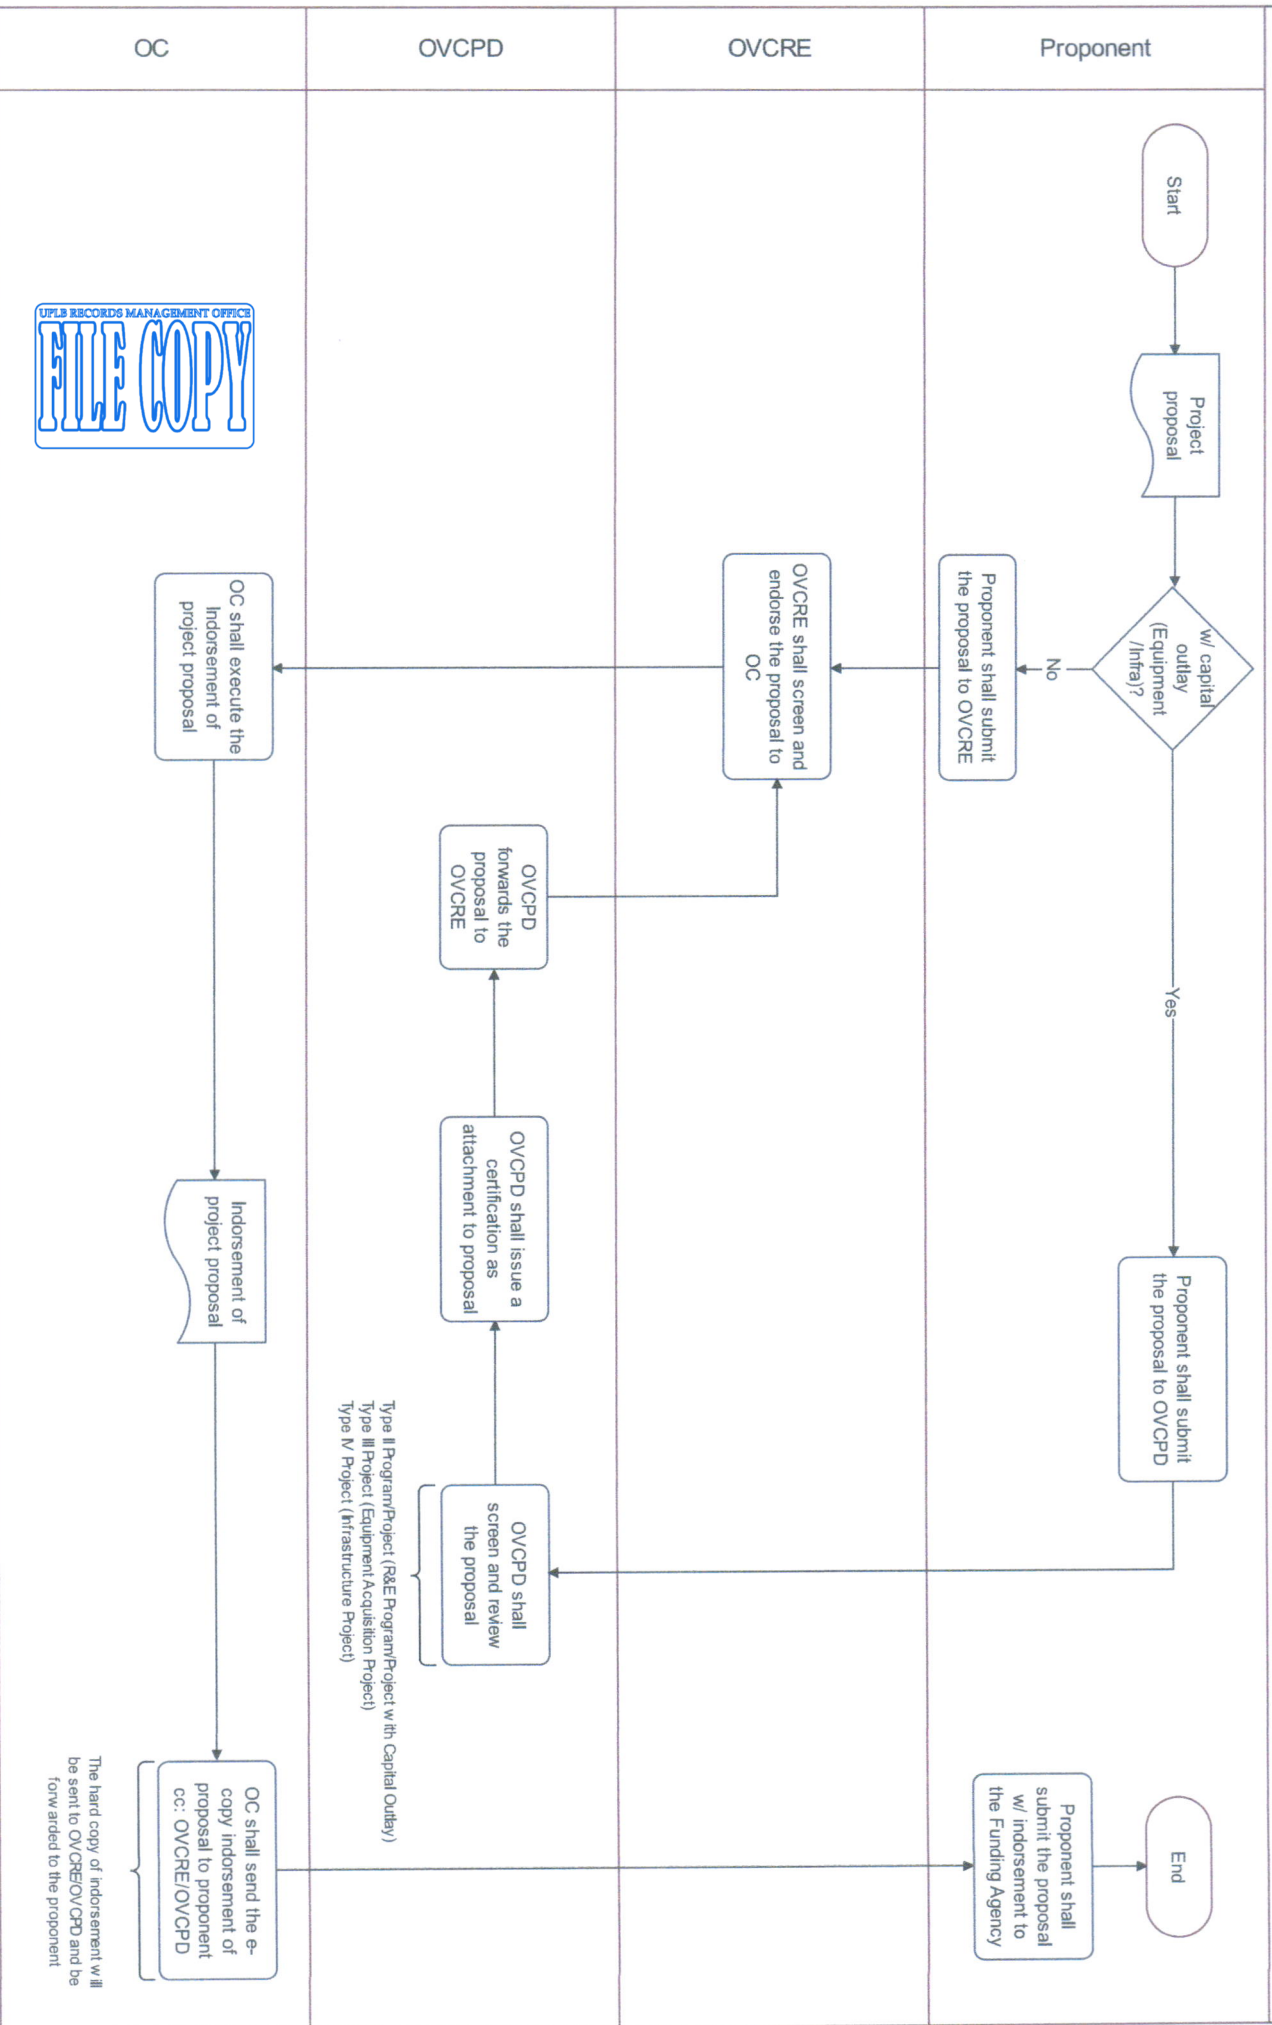 OC
OVCPD
OVCRE
Proponent
Start
Project
proposal
w/ capital
outlay
(Equipment
/Infra)?
No
Yes
Proponent shall submit
the proposal to OVCRE
Proponent shall submit
the proposal to OVCPD
Proponent shall
submit the proposal
w/ indorsement to
the Funding Agency
End
OVCRE shall screen and
endorse the proposal to
OC
OVCPD
forwards the
proposal to
OVCRE
OVCPD shall issue a
certification as
attachment to proposal
OVCPD shall
screen and review
the proposal
Type II Program/Project (R&E Program/Project with Capital Outlay)
Type III Project (Equipment Acquisition Project)
Type IV Project (Infrastructure Project)
UPLB RECORDS MANAGEMENT OFFICE
FILE COPY
OC shall execute the
Indorsement of
project proposal
Indorsement of
project proposal
OC shall send the e-
copy indorsement of
proposal to proponent
cc: OVCRE/OVCPD
The hard copy of indorsement will
be sent to OVCRE/OVCPD and be
forwarded to the proponent